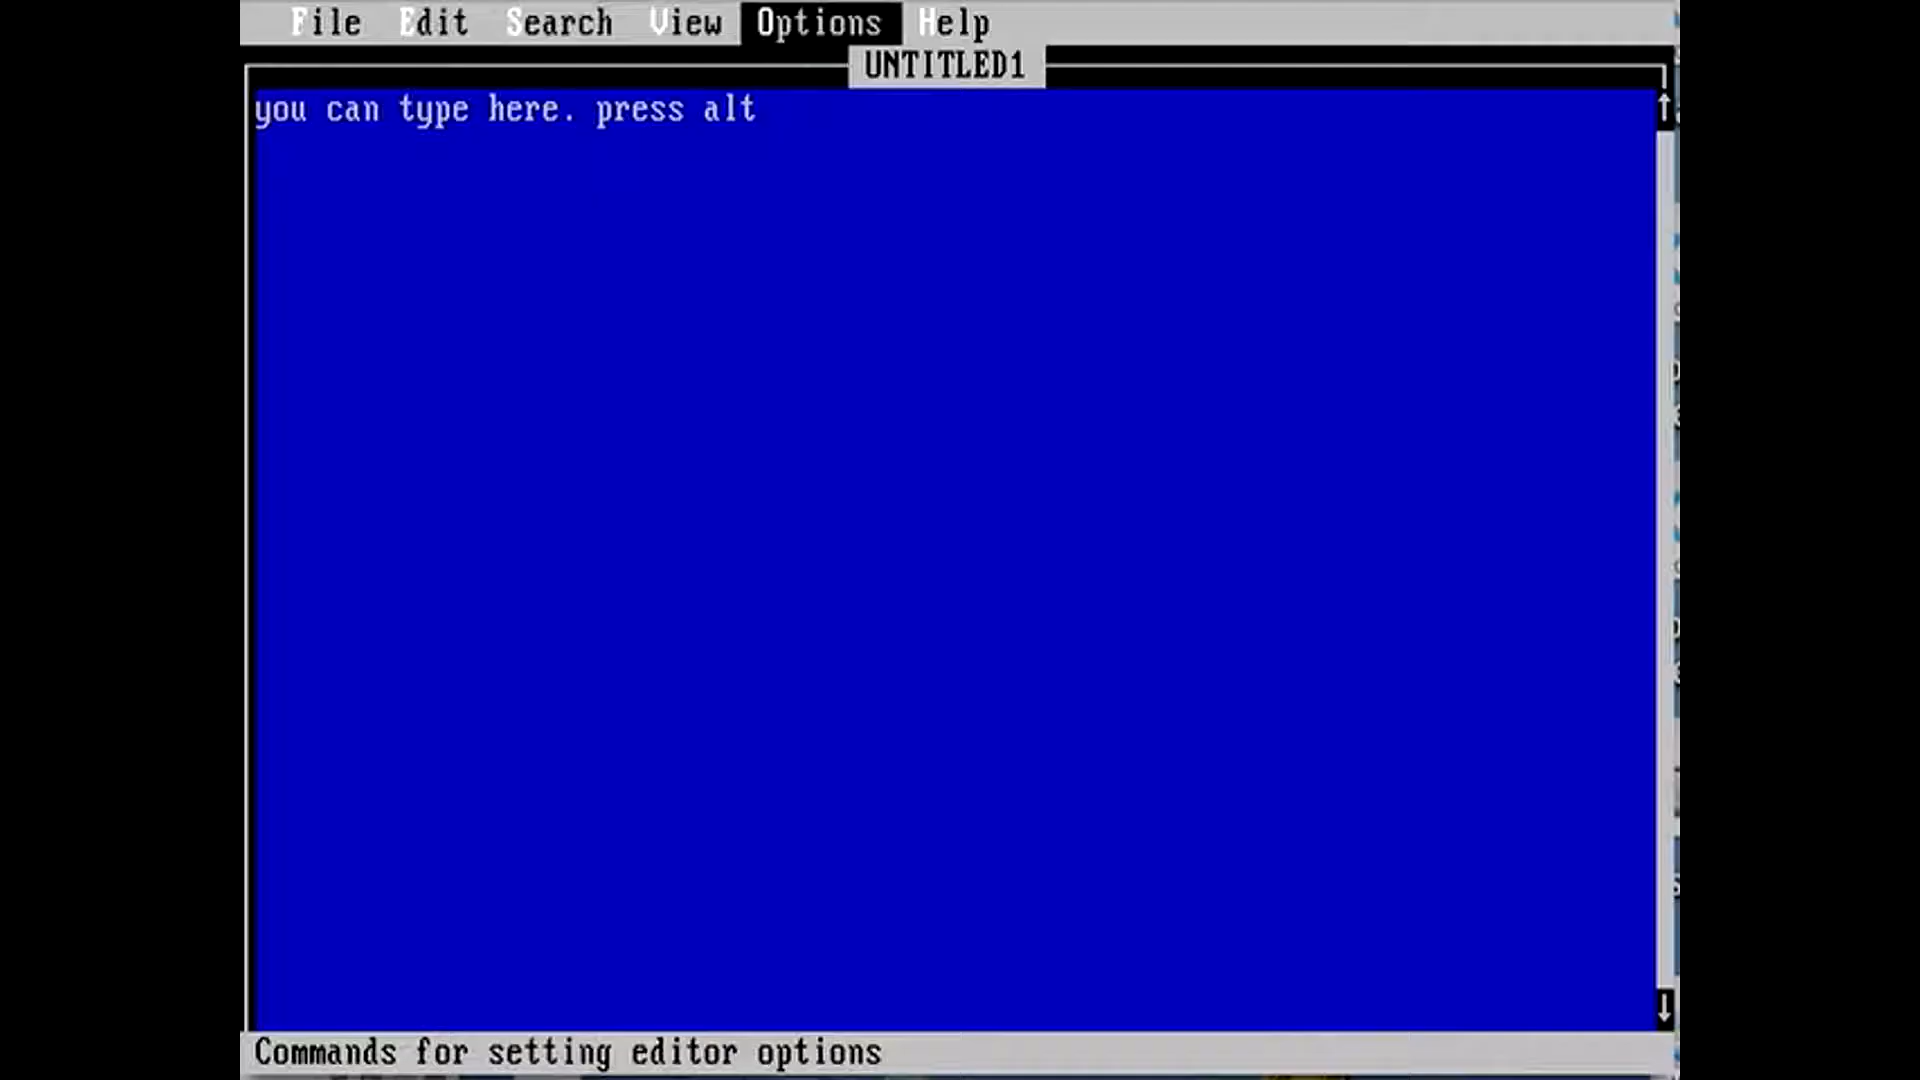 File Edit Search View Options Help
UNTITLED1
you can type here. press alt
Commands for setting editor options